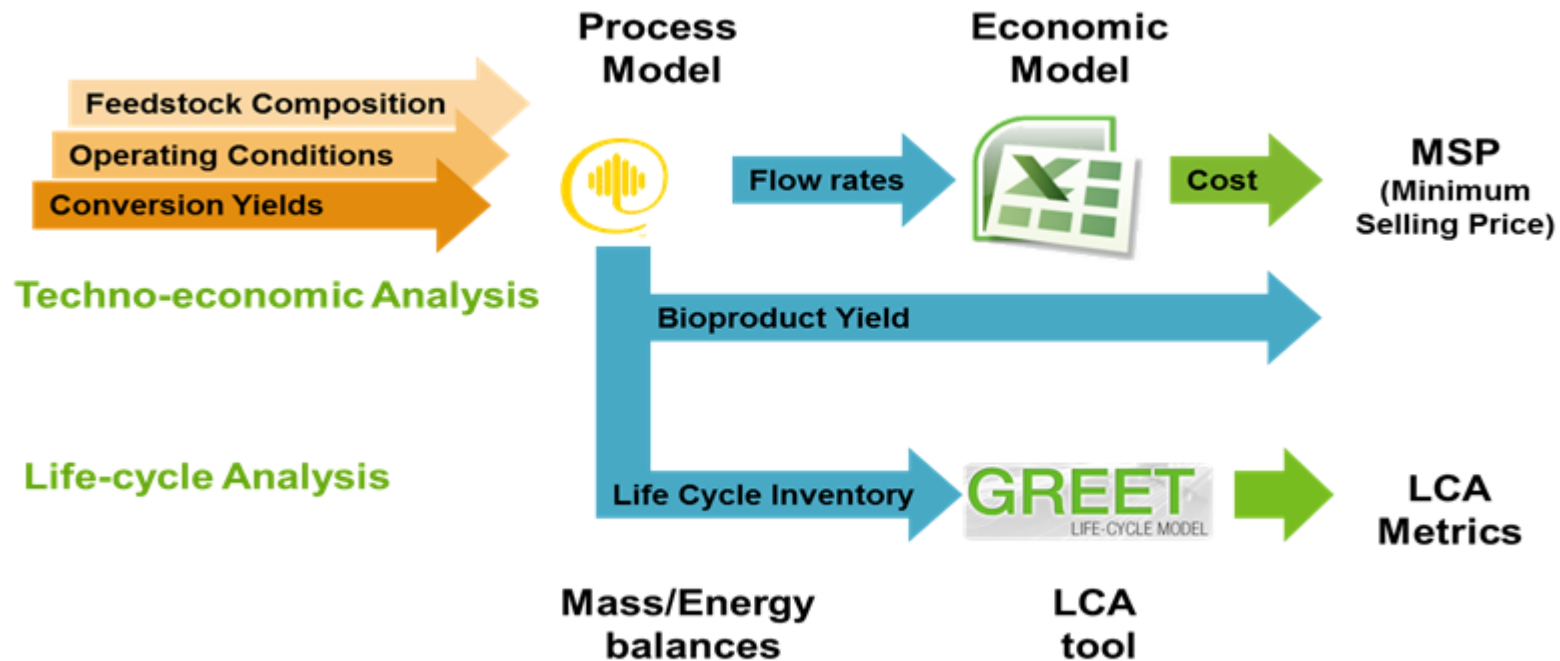 Process
Model
Economic
Model
Feedstock Composition
Operating Conditions
Conversion Yields
Flow rates
X
Cost
MSP
(Minimum
Selling Price)
Techno-economic Analysis
Bioproduct Yield
Life-cycle Analysis
Life Cycle Inventory
GREET
LIFE-CYCLE MODEL
LCA
Metrics
Mass/Energy
balances
LCA
tool